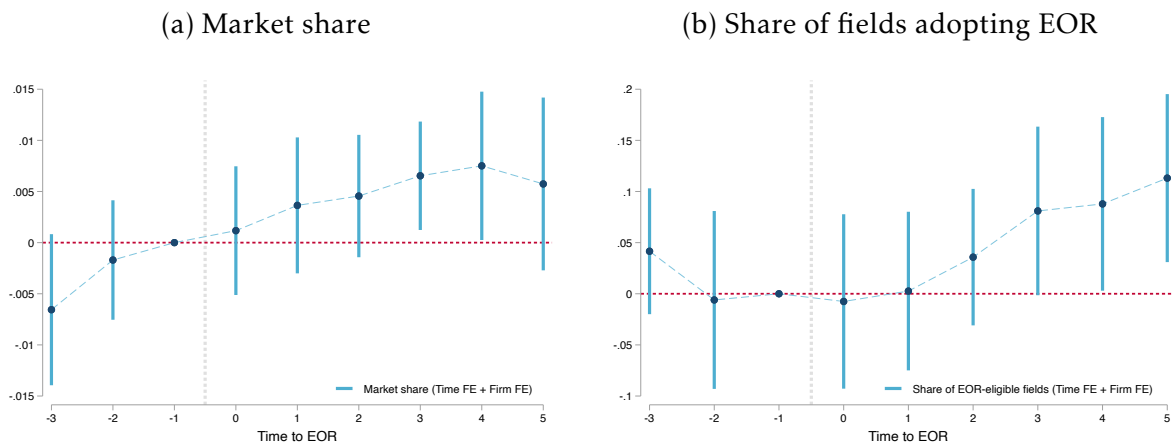 (a) Market share
.015
.01
.005
0
-.005
-.01
-.015
-3 -2 -1 0 1 2 3 4 5
Time to EOR
Market share (Time FE + Firm FE)
(b) Share of fields adopting EOR
.2
.15
.1
.05
0
-.05
-.1
-3 -2 -1 0 1 2 3 4 5
Time to EOR
Share of EOR-eligible fields (Time FE + Firm FE)